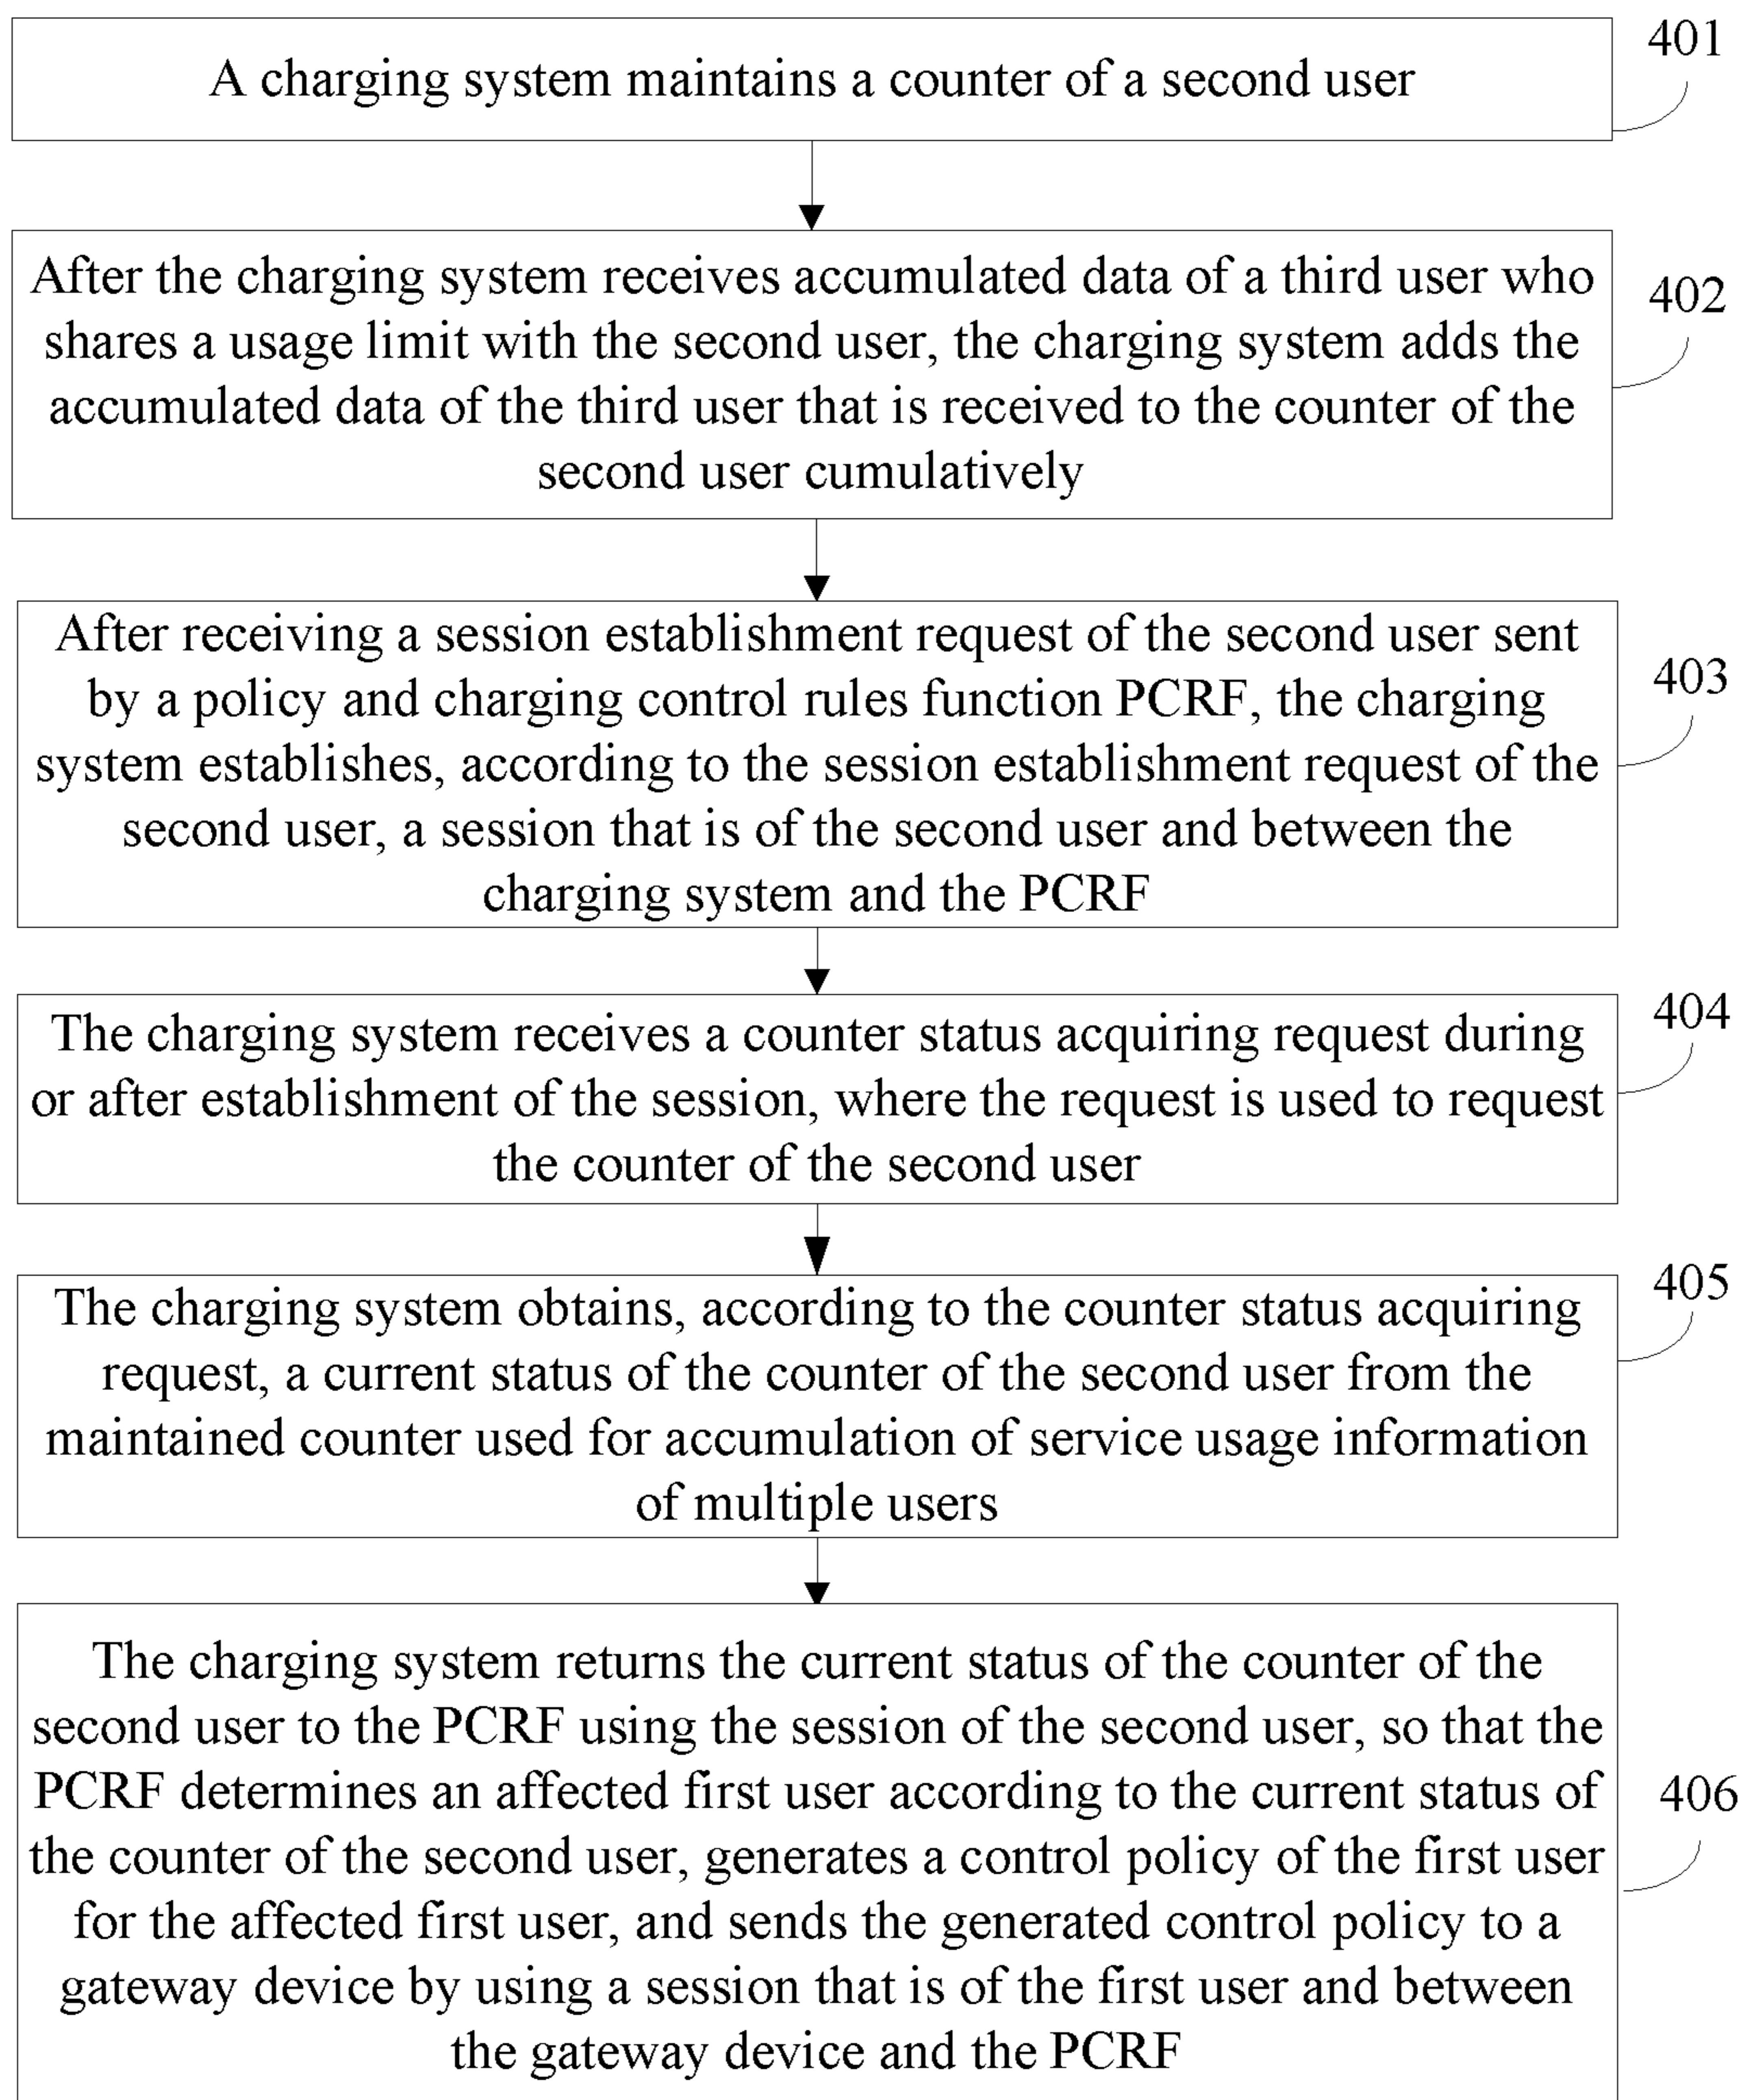 A charging system maintains a counter of a second user
401
After the charging system receives accumulated data of a third user who
shares a usage limit with the second user, the charging system adds the
accumulated data of the third user that is received to the counter of the
second user cumulatively
402
After receiving a session establishment request of the second user sent
by a policy and charging control rules function PCRF, the charging
system establishes, according to the session establishment request of the
second user, a session that is of the second user and between the
charging system and the PCRF
403
The charging system receives a counter status acquiring request during
or after establishment of the session, where the request is used to request
the counter of the second user
404
The charging system obtains, according to the counter status acquiring
request, a current status of the counter of the second user from the
maintained counter used for accumulation of service usage information
of multiple users
405
The charging system returns the current status of the counter of the
second user to the PCRF using the session of the second user, so that the
PCRF determines an affected first user according to the current status of
the counter of the second user, generates a control policy of the first user
for the affected first user, and sends the generated control policy to a
gateway device by using a session that is of the first user and between
the gateway device and the PCRF
406